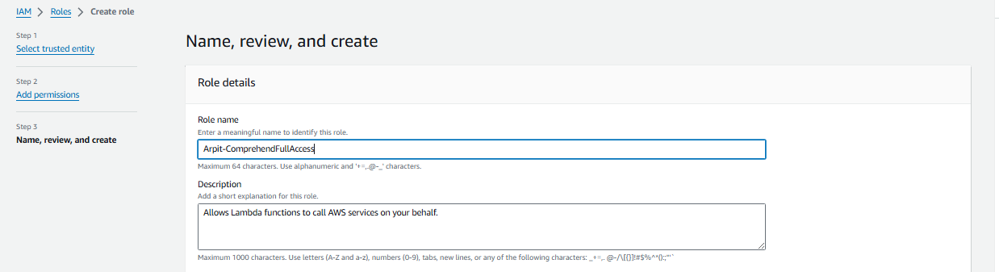 IAM > Roles > Create role
Step 1
Select trusted entity
Step 2
Add permissions
Step 3
Name, review, and create
Name, review, and create
Role details
Role name
Enter a meaningful name to identify this role.
Arpit-ComprehendFullAccess
Maximum 64 characters. Use alphanumeric and '+=,.@-_' characters.
Description
Add a short explanation for this role.
Allows Lambda functions to call AWS services on your behalf.
Maximum 1000 characters. Use letters (A-Z and a-z), numbers (0-9), tabs, new lines, or any of the following characters: _+=,. @-/\[{}]!#$%^*();:"'`